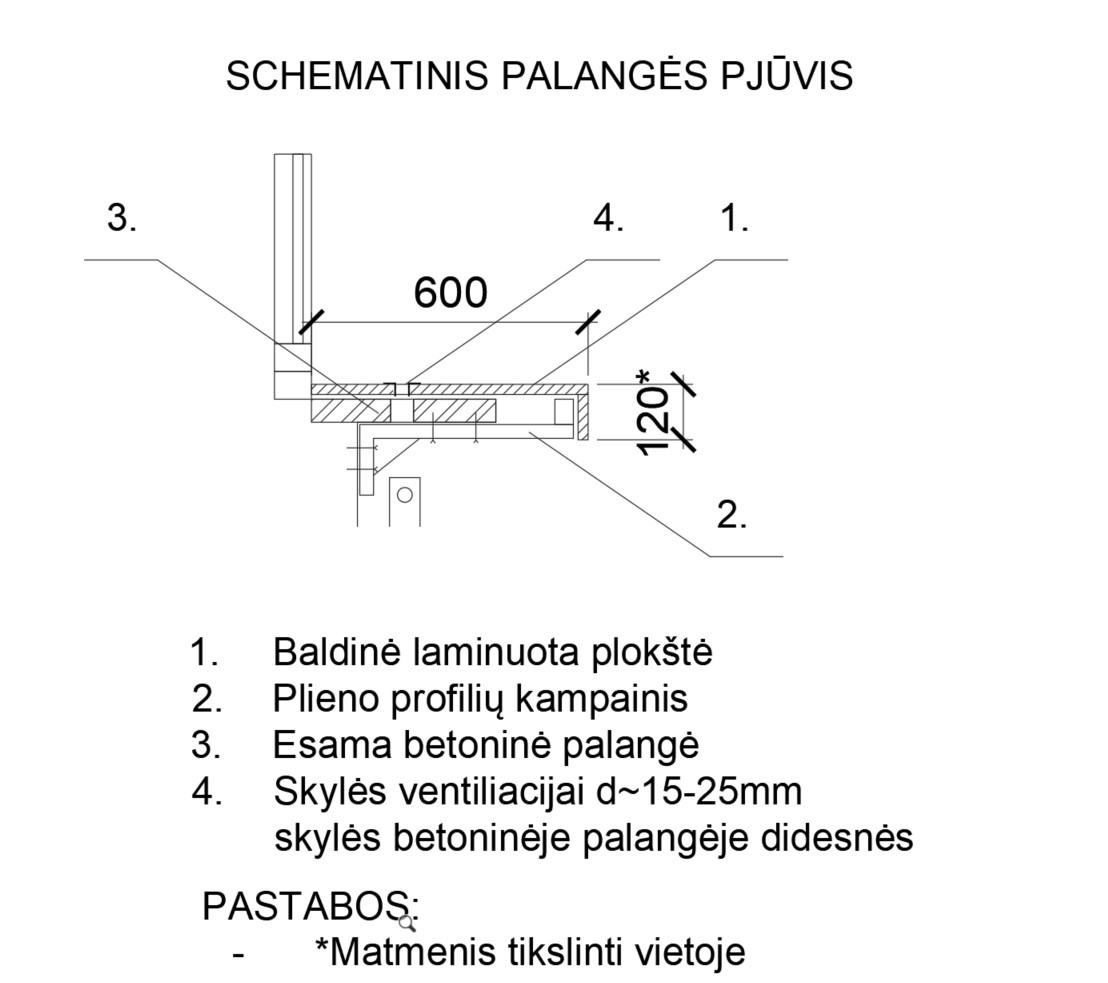 SCHEMATINIS PALANGĖS PJŪVIS
3.
4.
1.
600
120*
2.
1. Baldinė laminuota plokštė
2. Plieno profilių kampainis
3. Esama betoninė palangė
4. Skylės ventiliacijai d~15-25mm
skylės betoninėje palangėje didesnės
PASTABOS:
- *Matmenis tikslinti vietoje